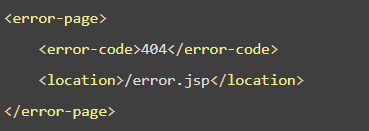 <error-page>
    <error-code>404</error-code>
    <location>/error.jsp</location>
</error-page>